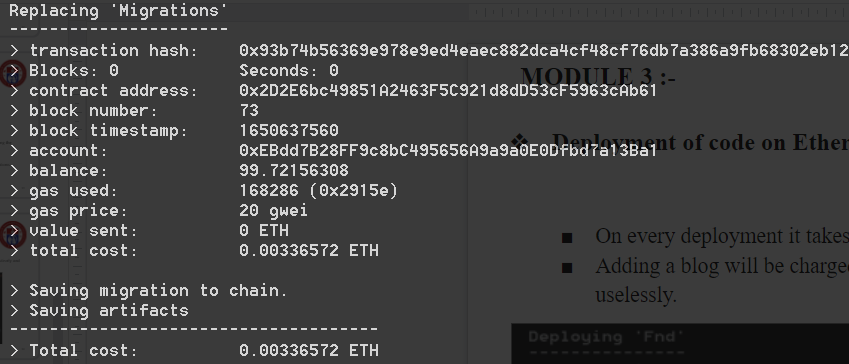 Replacing 'Migrations'
----------------------
> transaction hash: 0x93b74b56369e978e9ed4eaec882dca4cf48cf76db7a386a9fb68302eb12
> Blocks: 0 Seconds: 0
> contract address: 0x2D2E6bc49851A2463F5C921d8dD53cF5963cAb61
> block number: 73
> block timestamp: 1650637560
> account: 0xEBdd7B28FF9c8bC495656A9a9a0E0Dfbd7a13Ba1
> balance: 99.72156308
> gas used: 168286 (0x2915e)
> gas price: 20 gwei
> value sent: 0 ETH
> total cost: 0.00336572 ETH
> Saving migration to chain.
> Saving artifacts
-------------------------------------
> Total cost: 0.00336572 ETH
MODULE 3 :-
❖ Deployment of code on Ether
■ On every deployment it takes
■ Adding a blog will be charged
uselessly.
Deploying 'Fnd'
---------------